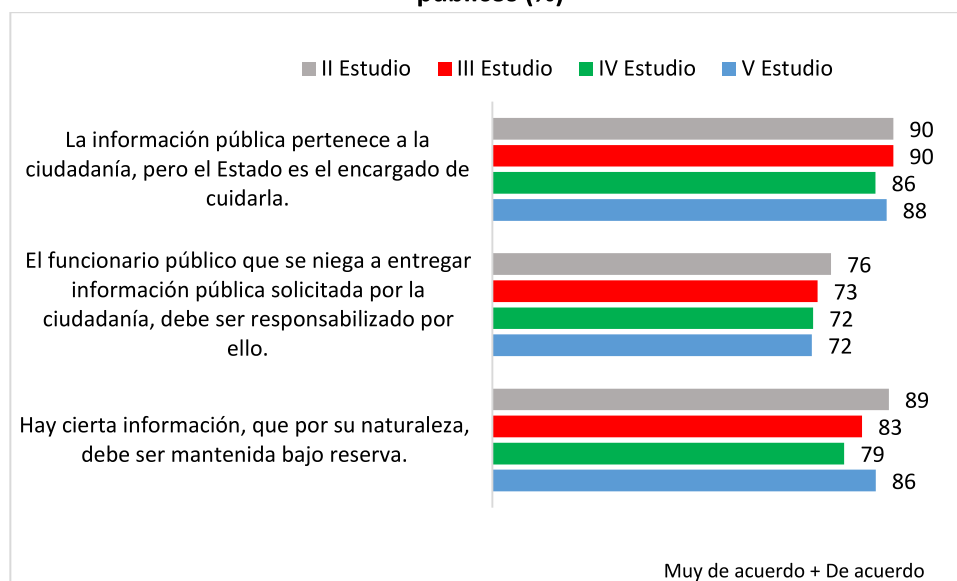 públicos (%)
II Estudio III Estudio IV Estudio V Estudio
La información pública pertenece a la
ciudadanía, pero el Estado es el encargado de
cuidarla.
90
90
86
88
El funcionario público que se niega a entregar
información pública solicitada por la
ciudadanía, debe ser responsabilizado por
ello.
76
73
72
72
Hay cierta información, que por su naturaleza,
debe ser mantenida bajo reserva.
89
83
79
86
Muy de acuerdo + De acuerdo